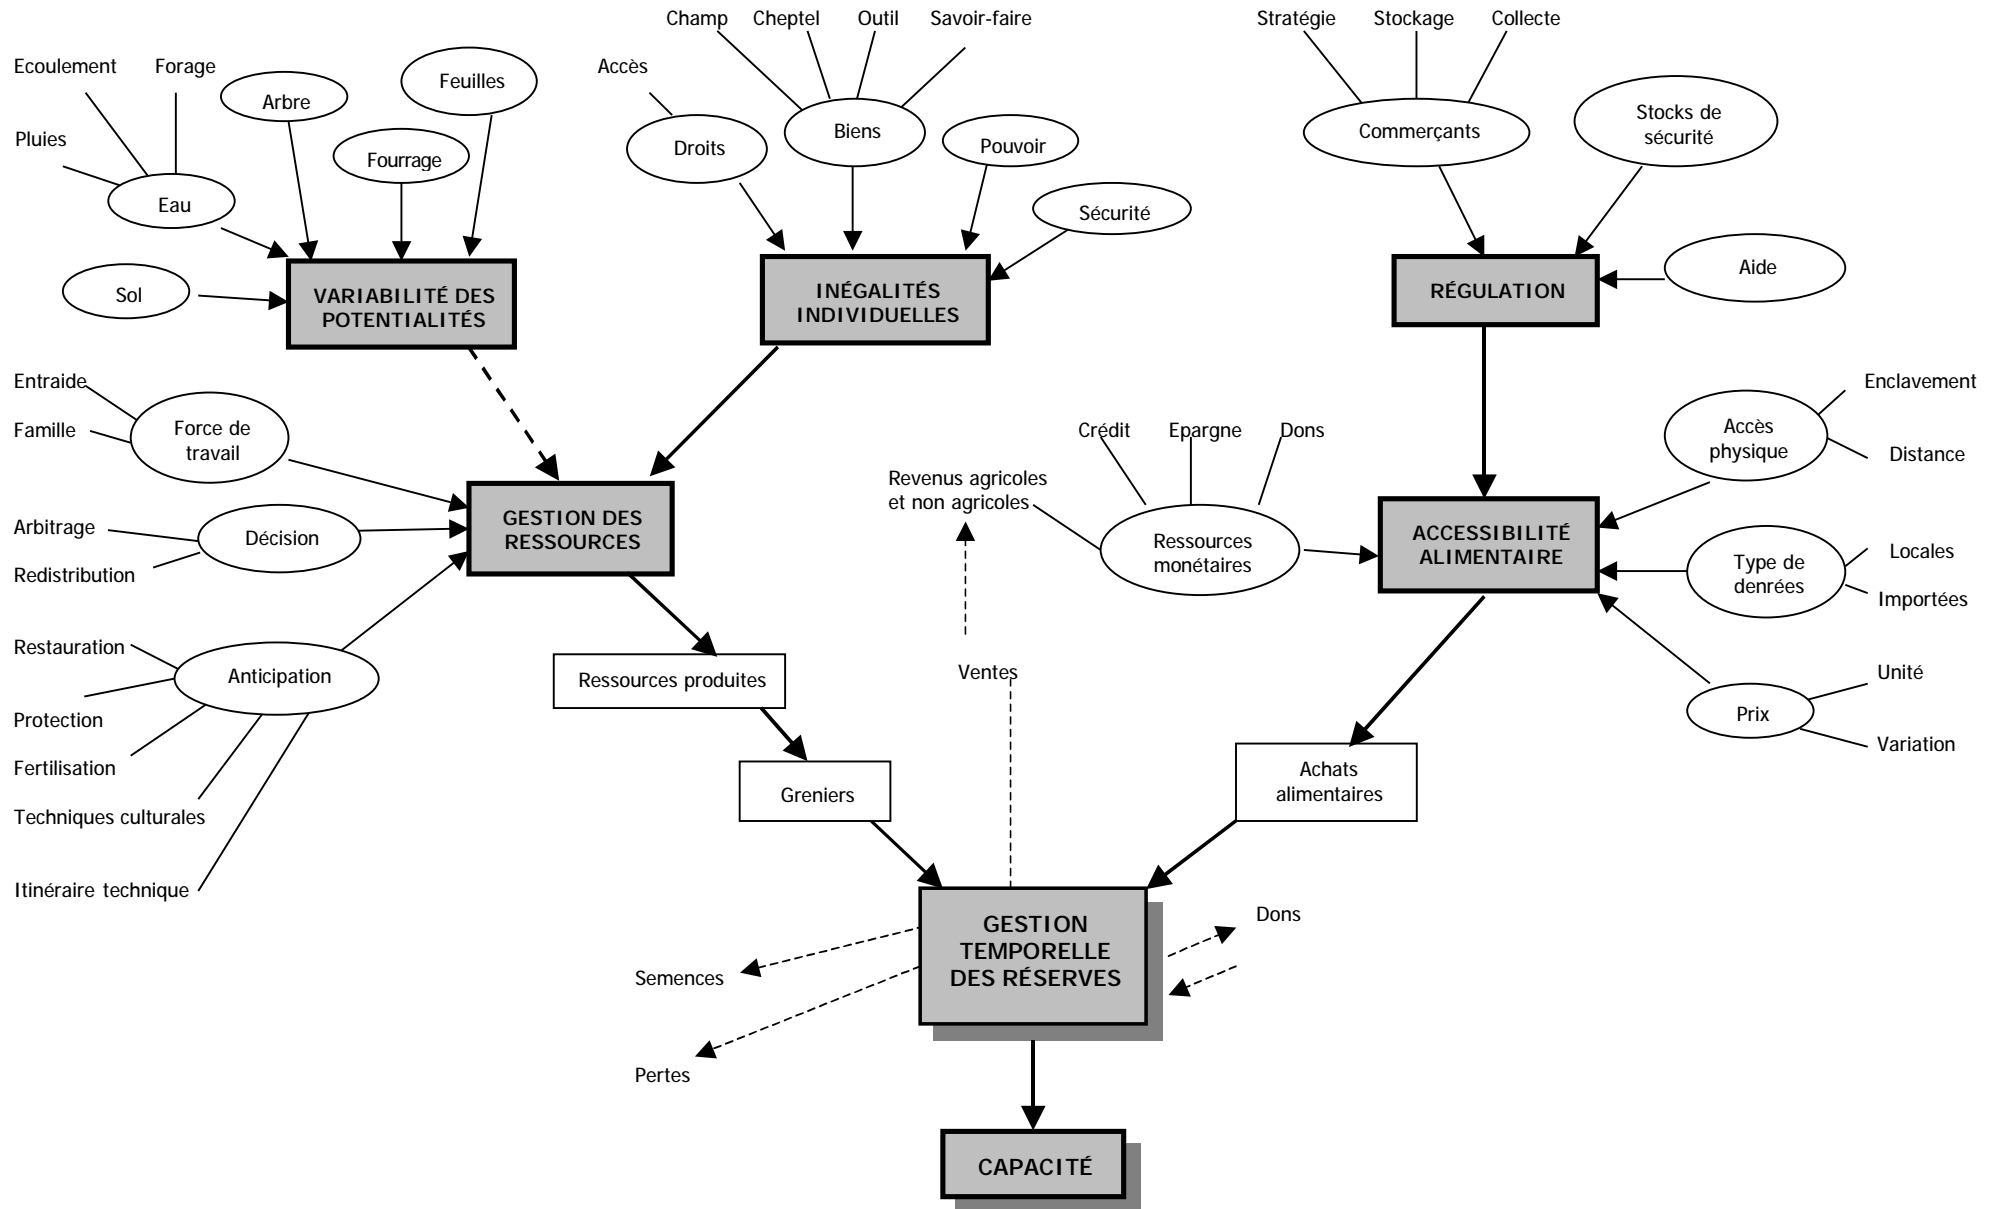 Champ
Cheptel
Outil
Savoir-faire
Stratégie
Stockage
Collecte
Ecoulement
Forage
Accès
Feuilles
Arbre
Pluies
Fourrage
Droits
Biens
Pouvoir
Commerçants
Stocks de
sécurité
Eau
Sécurité
Sol
VARIABILITÉ DES
POTENTIALITÉS
INÉGALITÉS
INDIVIDUELLES
RÉGULATION
Aide
Entraide
Famille
Force de
travail
Crédit
Epargne
Dons
Enclavement
Accès
physique
Distance
Revenus agricoles
et non agricoles
Arbitrage
Redistribution
Décision
GESTION DES
RESSOURCES
Ressources
monétaires
ACCESSIBILITÉ
ALIMENTAIRE
Type de
denrées
Locales
Importées
Restauration
Protection
Fertilisation
Techniques culturales
Itinéraire technique
Anticipation
Ressources produites
Ventes
Unité
Prix
Variation
Greniers
Achats
alimentaires
GESTION
TEMPORELLE
DES RÉSERVES
Dons
Semences
Pertes
CAPACITÉ